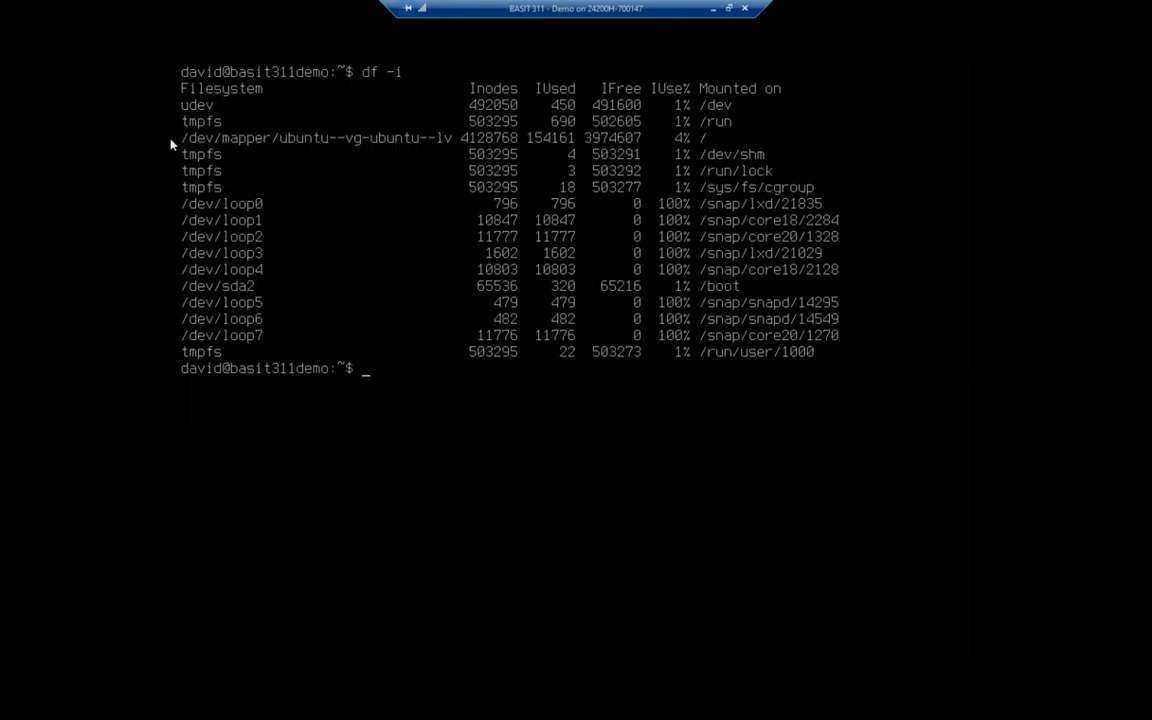 BASIT 311 - Demo on 24200H-700147
david@basit311demo:~$ df -i
Filesystem Inodes IUsed IFree IUse% Mounted on
udev 492050 450 491600 1% /dev
tmpfs 503295 690 502605 1% /run
/dev/mapper/ubuntu--vg-ubuntu--lv 4128768 154161 3974607 4% /
tmpfs 503295 4 503291 1% /dev/shm
tmpfs 503295 3 503292 1% /run/lock
tmpfs 503295 18 503277 1% /sys/fs/cgroup
/dev/loop0 796 796 0 100% /snap/lxd/21835
/dev/loop1 10847 10847 0 100% /snap/core18/2284
/dev/loop2 11777 11777 0 100% /snap/core20/1328
/dev/loop3 1602 1602 0 100% /snap/lxd/21029
/dev/loop4 10803 10803 0 100% /snap/core18/2128
/dev/sda2 65536 320 65216 1% /boot
/dev/loop5 479 479 0 100% /snap/snapd/14295
/dev/loop6 482 482 0 100% /snap/snapd/14549
/dev/loop7 11776 11776 0 100% /snap/core20/1270
tmpfs 503295 22 503273 1% /run/user/1000
david@basit311demo:~$ _